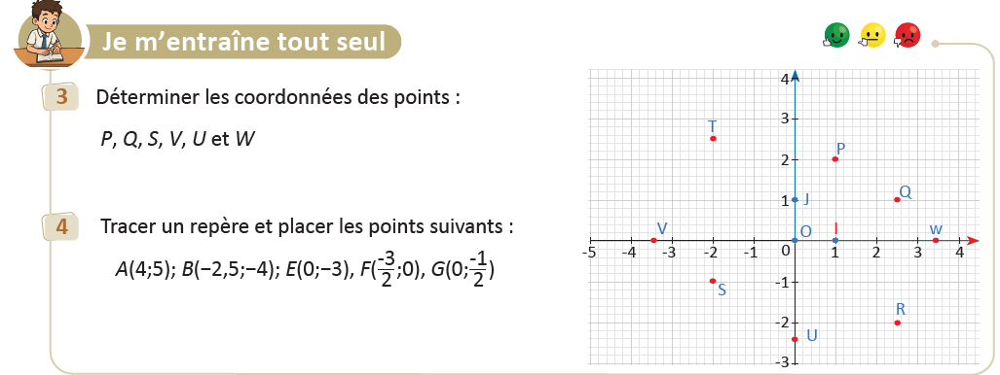 Je m'entraîne tout seul
3 Déterminer les coordonnées des points :
P, Q, S, V, U et W
4 Tracer un repère et placer les points suivants :
A(4;5); B(−2,5;−4); E(0;−3), F(-3/2;0), G(0;-1/2)
4
3
T
P
2
Q
1
J
V
O
I
w
-5
-4
-3
-2
-1
0
1
2
3
4
S
-1
R
-2
U
-3